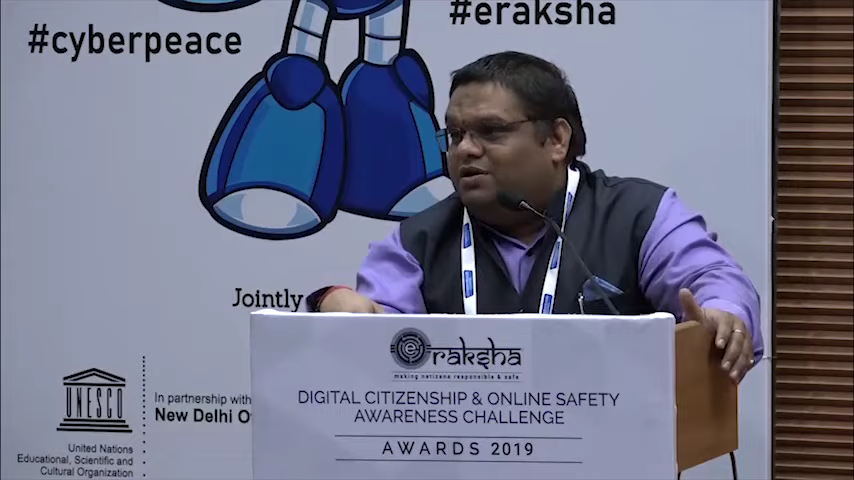 #cyberpeace
#eraksha
Jointly
UNESCO
United Nations
Educational, Scientific and
Cultural Organization
In partnership with
New Delhi O
eraksha
making netizens responsible & safe
DIGITAL CITIZENSHIP & ONLINE SAFETY
AWARENESS CHALLENGE
AWARDS 2019